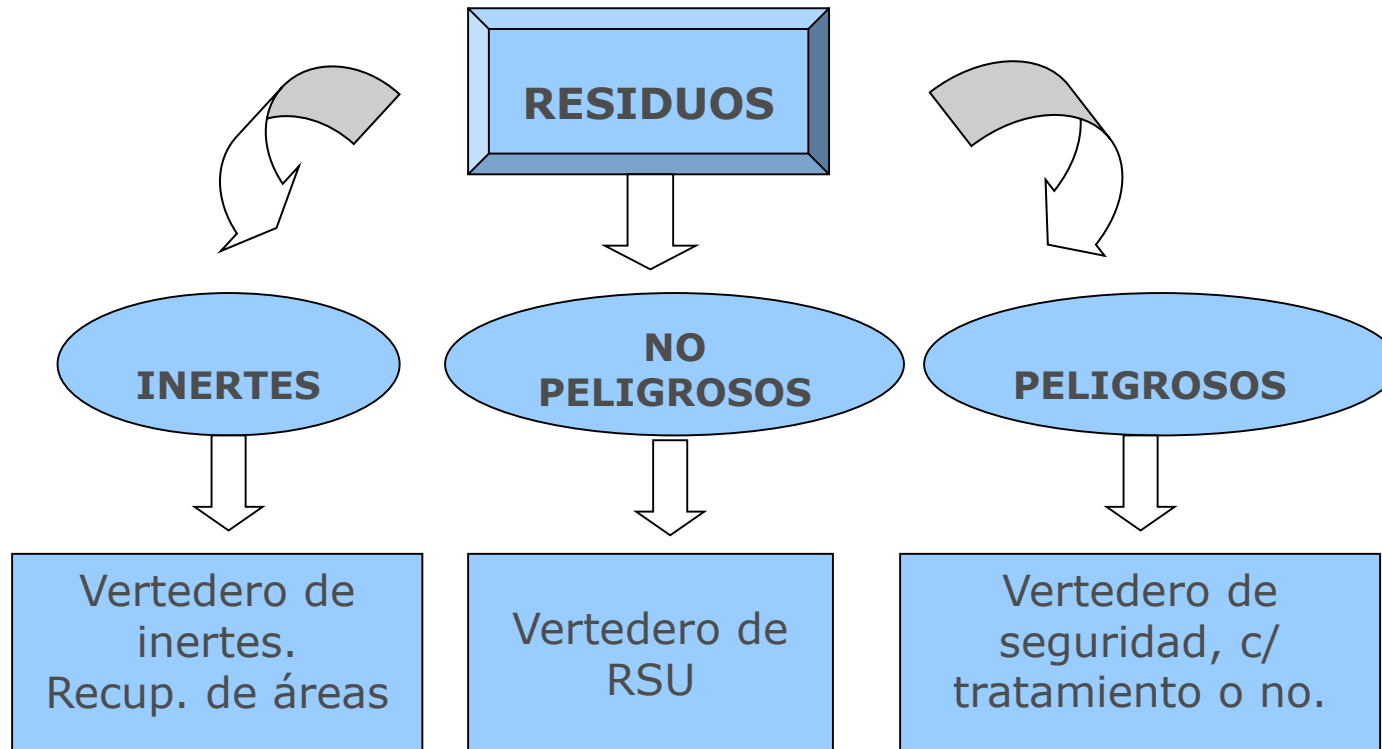 RESIDUOS
INERTES
NO
PELIGROSOS
PELIGROSOS
Vertedero de
inertes.
Recup. de áreas
Vertedero de
RSU
Vertedero de
seguridad, c/
tratamiento o no.